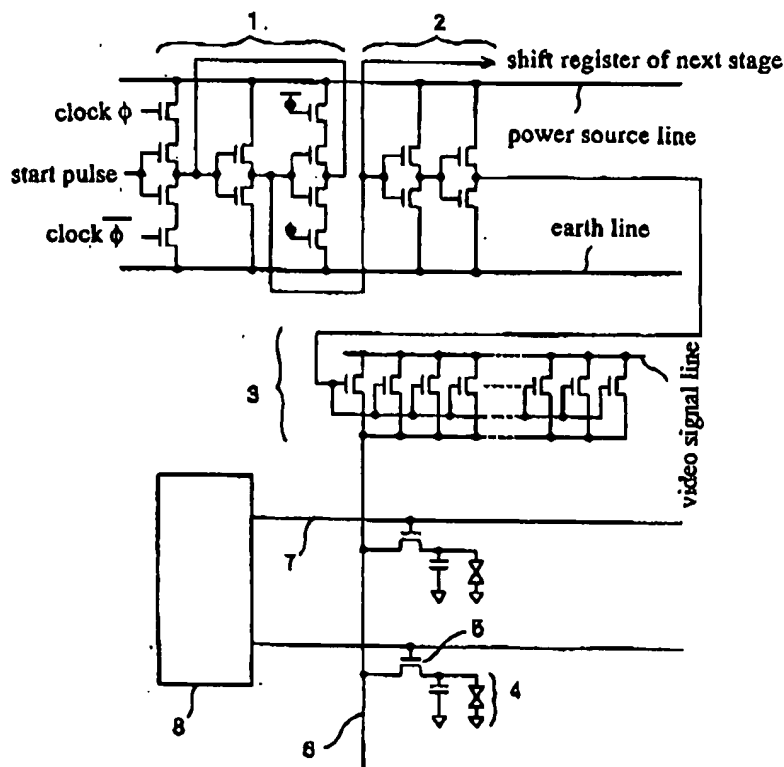 1
2
shift register of next stage
clock ϕ
ϕ̅
power source line
start pulse
clock ϕ̅
ϕ
earth line
3
video signal line
7
5
4
8
6